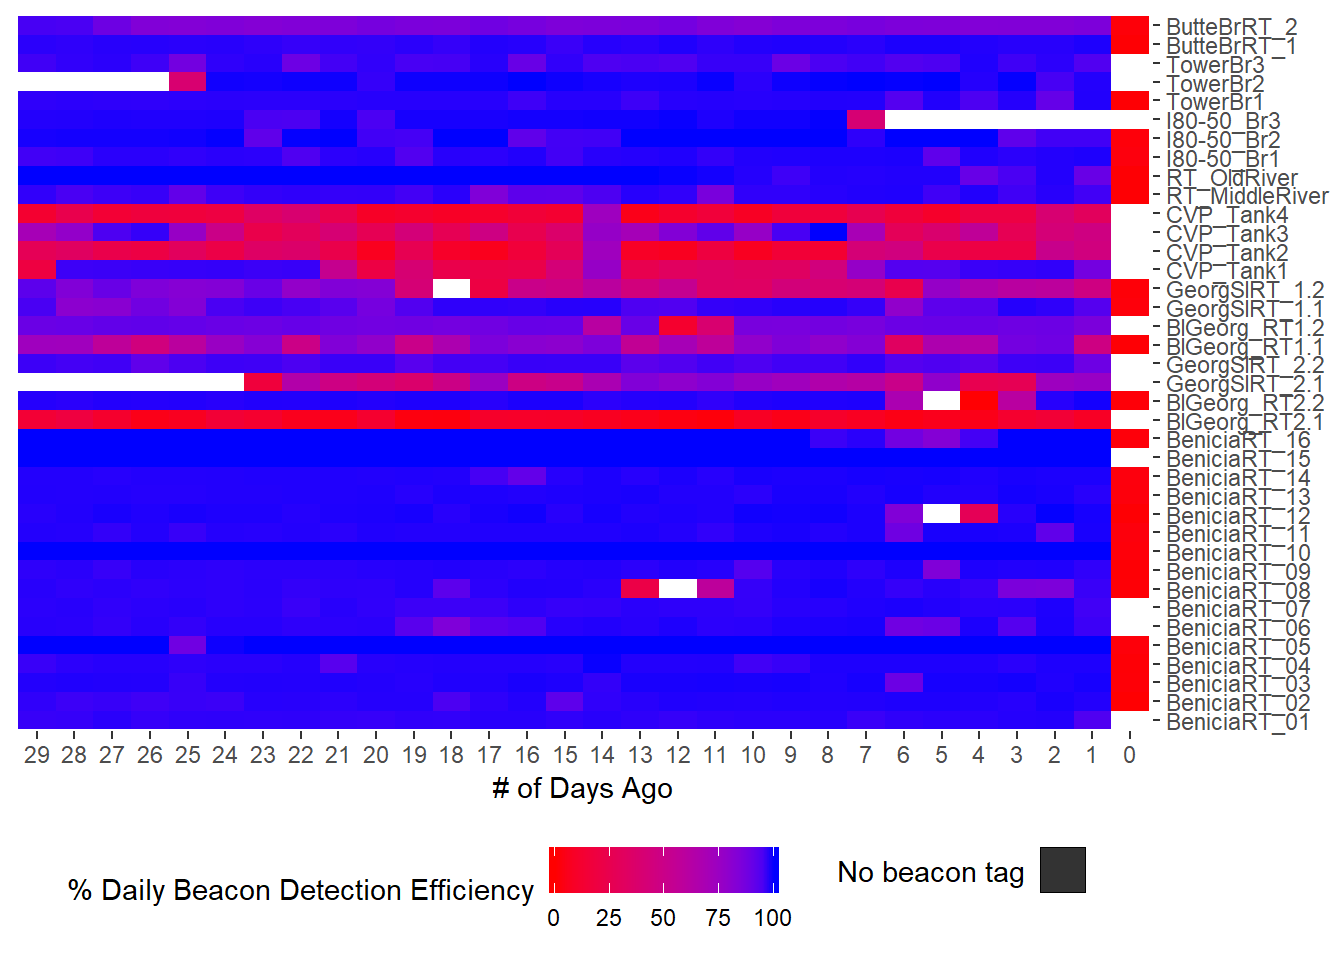 ButteBrRT_2
ButteBrRT_1
TowerBr3
TowerBr2
TowerBr1
I80-50_Br3
I80-50_Br2
I80-50_Br1
RT_OldRiver
RT_MiddleRiver
CVP_Tank4
CVP_Tank3
CVP_Tank2
CVP_Tank1
GeorgSlRT_1.2
GeorgSlRT_1.1
BlGeorg_RT1.2
BlGeorg_RT1.1
GeorgSlRT_2.2
GeorgSlRT_2.1
BlGeorg_RT2.2
BlGeorg_RT2.1
BeniciaRT_16
BeniciaRT_15
BeniciaRT_14
BeniciaRT_13
BeniciaRT_12
BeniciaRT_11
BeniciaRT_10
BeniciaRT_09
BeniciaRT_08
BeniciaRT_07
BeniciaRT_06
BeniciaRT_05
BeniciaRT_04
BeniciaRT_03
BeniciaRT_02
BeniciaRT_01
29 28 27 26 25 24 23 22 21 20 19 18 17 16 15 14 13 12 11 10 9 8 7 6 5 4 3 2 1 0
# of Days Ago
% Daily Beacon Detection Efficiency
0 25 50 75 100
No beacon tag